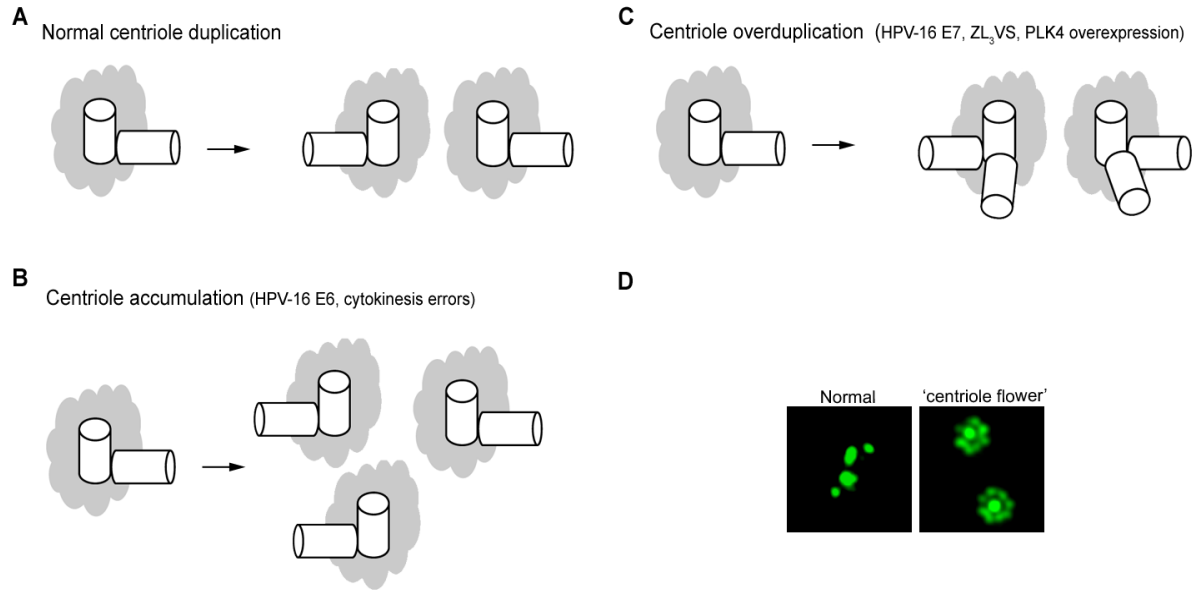 A
Normal centriole duplication
B
Centriole accumulation (HPV-16 E6, cytokinesis errors)
C
Centriole overduplication (HPV-16 E7, ZL₃VS, PLK4 overexpression)
D
Normal
‘centriole flower’